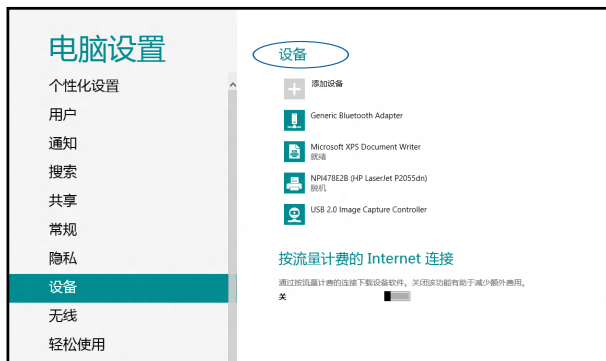 电脑设置
个性化设置
用户
通知
搜索
共享
常规
隐私
设备
无线
轻松使用
设备
添加设备
Generic Bluetooth Adapter
Microsoft XPS Document Writer
就绪
NPI478E2B (HP LaserJet P2055dn)
脱机
USB 2.0 Image Capture Controller
按流量计费的 Internet 连接
通过按流量计费的连接下载设备软件。关闭该功能有助于减少额外费用。
关